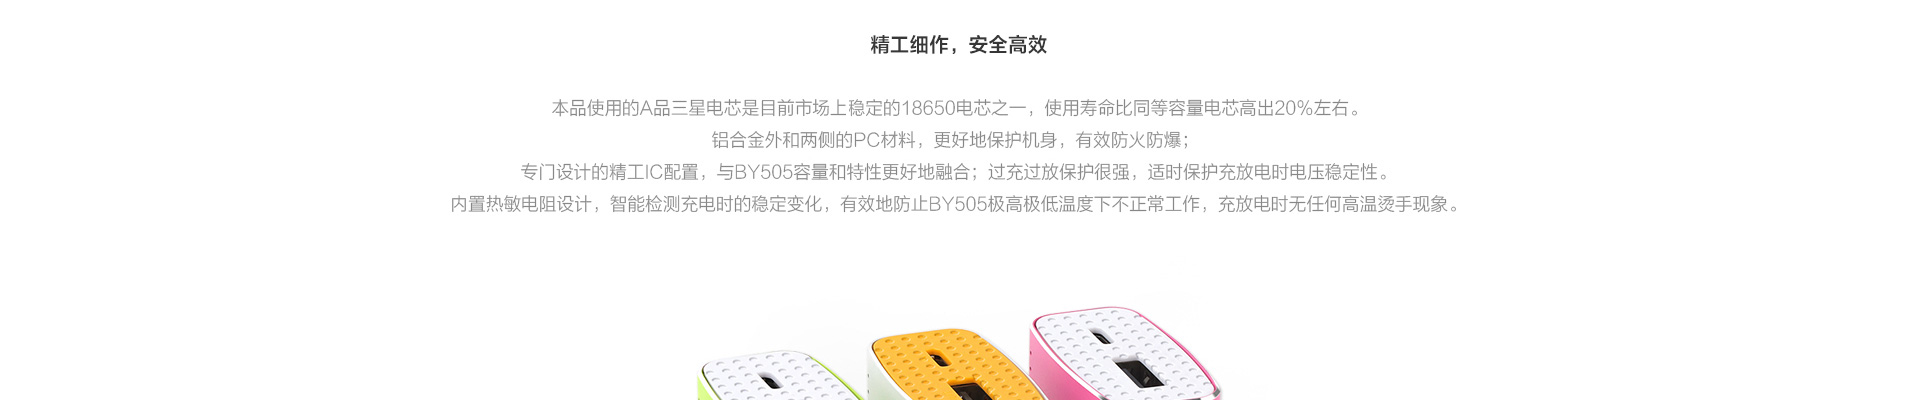 精工细作，安全高效
本品使用的A品三星电芯是目前市场上稳定的18650电芯之一，使用寿命比同等容量电芯高出20%左右。
铝合金外和两侧的PC材料，更好地保护机身，有效防火防爆；
专门设计的精工IC配置，与BY505容量和特性更好地融合；过充过放保护很强，适时保护充放电时电压稳定性。
内置热敏电阻设计，智能检测充电时的稳定变化，有效地防止BY505极高极低温度下不正常工作，充放电时无任何高温烫手现象。